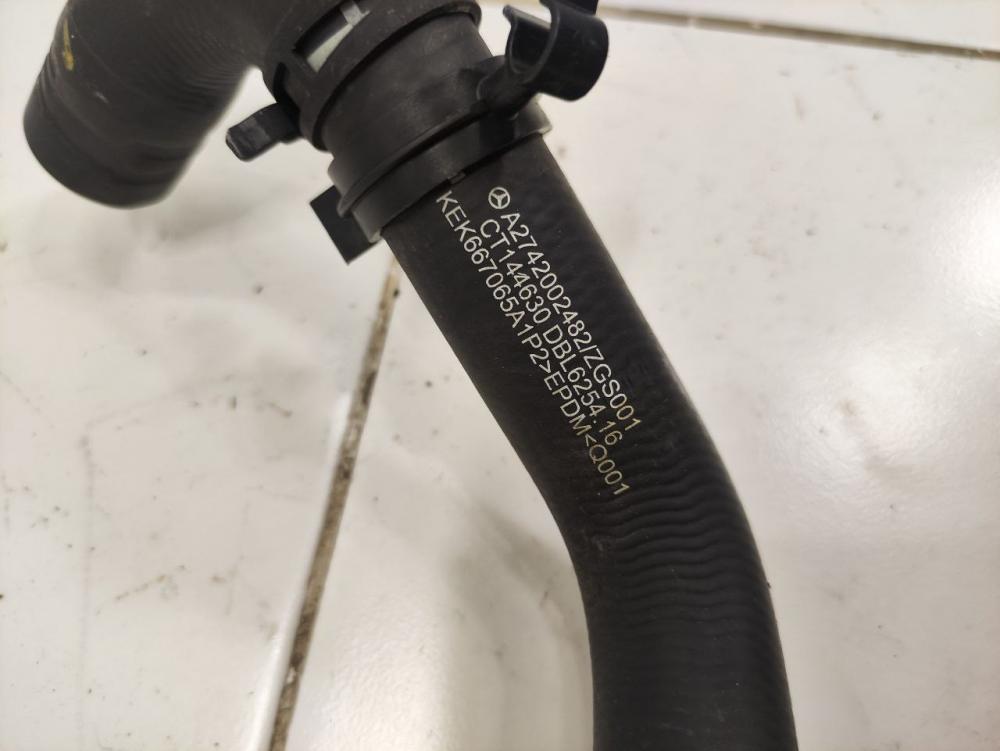 A2742002482/ZGS001
CT144630 DBL6254.16
KEK667065A1P2>EPDM<Q001